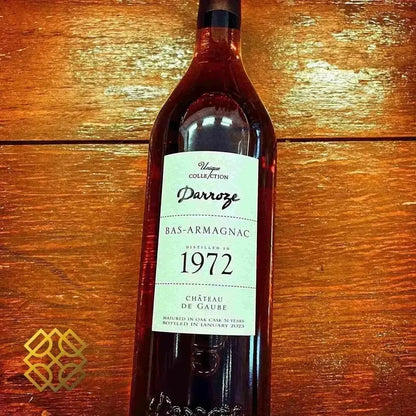 Unique
COLLECTION
Darroze
BAS-ARMAGNAC
DISTILLED IN
1972
CHÂTEAU
DE GAUBE
MATURED IN OAK CASK 51 YEARS
BOTTLED IN JANUARY 2023